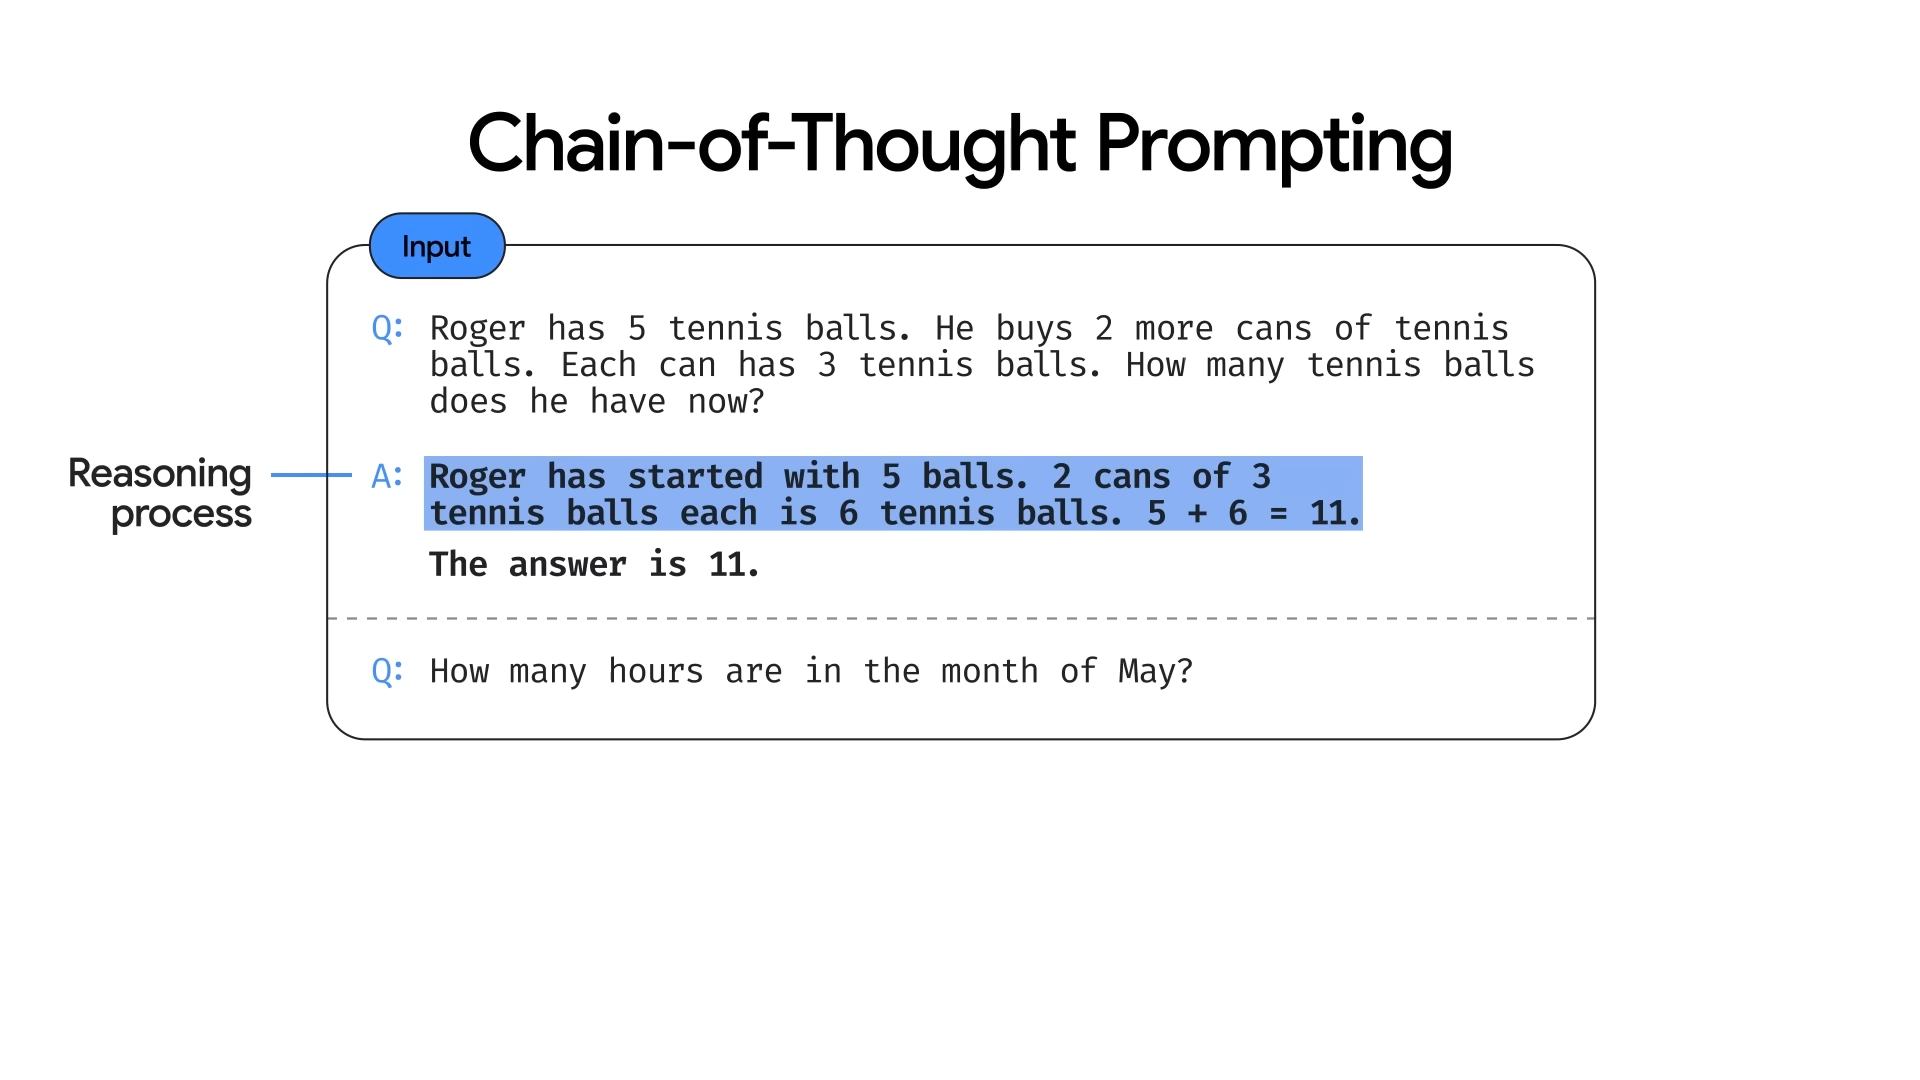 Chain-of-Thought Prompting
Input
Q: Roger has 5 tennis balls. He buys 2 more cans of tennis
balls. Each can has 3 tennis balls. How many tennis balls
does he have now?
Reasoning
process
A: Roger has started with 5 balls. 2 cans of 3
tennis balls each is 6 tennis balls. 5 + 6 = 11.
The answer is 11.
Q: How many hours are in the month of May?